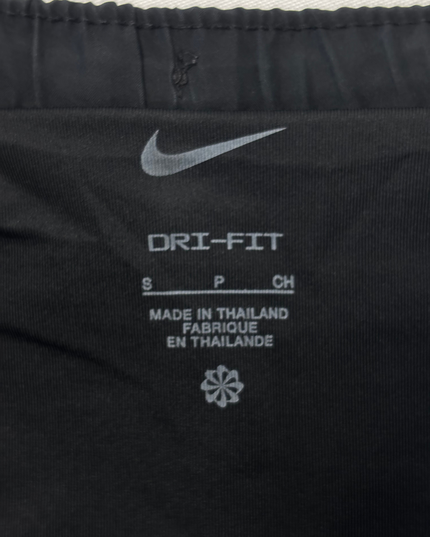 DRI-FIT
S P CH
MADE IN THAILAND
FABRIQUE
EN THAILANDE